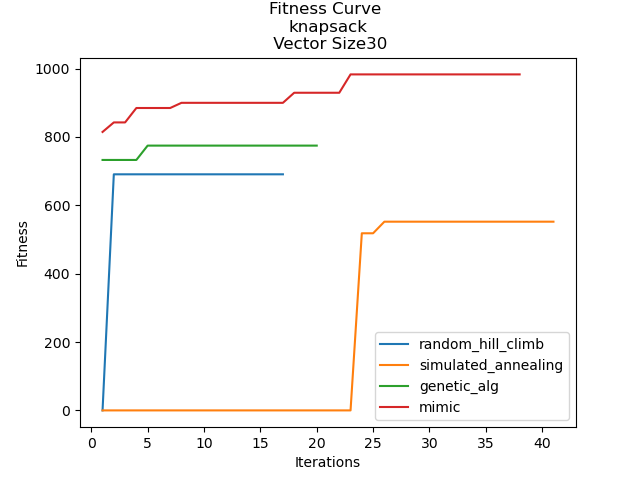 Fitness Curve
knapsack
Vector Size30
Fitness
1000
800
600
400
200
0
0 5 10 15 20 25 30 35 40
Iterations
random_hill_climb
simulated_annealing
genetic_alg
mimic